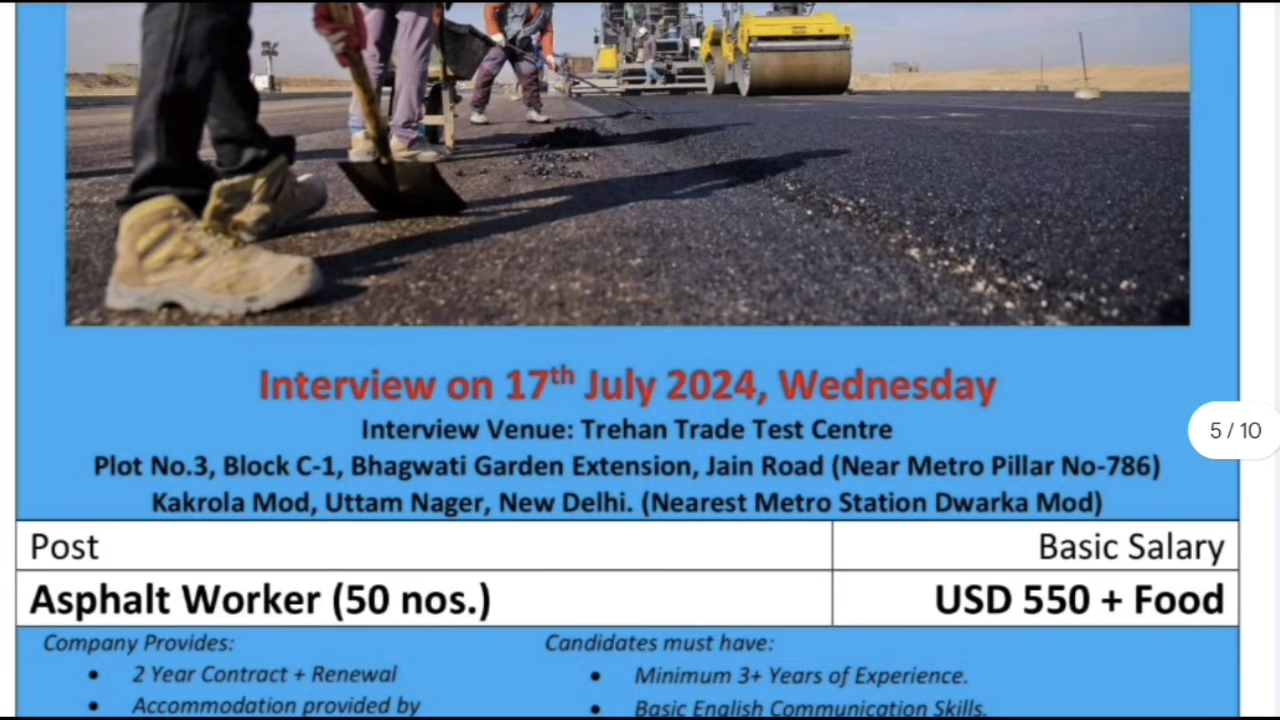 Interview on 17th July 2024, Wednesday
Interview Venue: Trehan Trade Test Centre
Plot No.3, Block C-1, Bhagwati Garden Extension, Jain Road (Near Metro Pillar No-786)
Kakrola Mod, Uttam Nager, New Delhi. (Nearest Metro Station Dwarka Mod)
5 / 10
Post Basic Salary
Asphalt Worker (50 nos.) USD 550 + Food
Company Provides:
• 2 Year Contract + Renewal
• Accommodation provided by
Candidates must have:
• Minimum 3+ Years of Experience.
• Basic English Communication Skills.